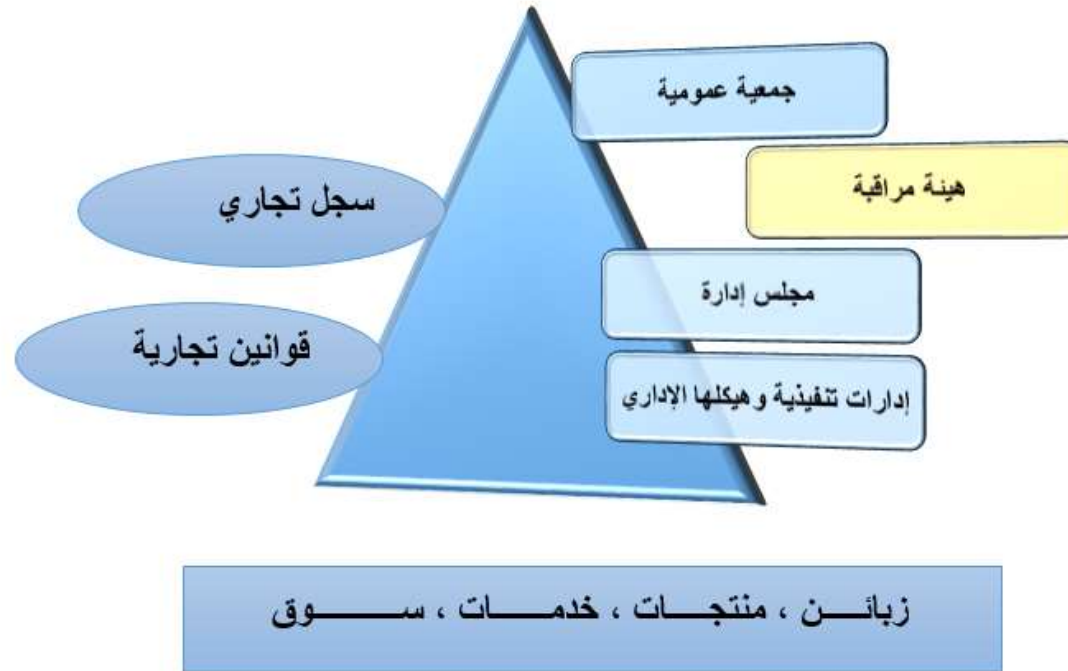 جمعية عمومية
هيئة مراقبة
سجل تجاري
مجلس إدارة
قوانين تجارية
إدارات تنفيذية وهيكلها الإداري
زبائـــن ، منتجـــات ، خدمـــات ، ســـــوق